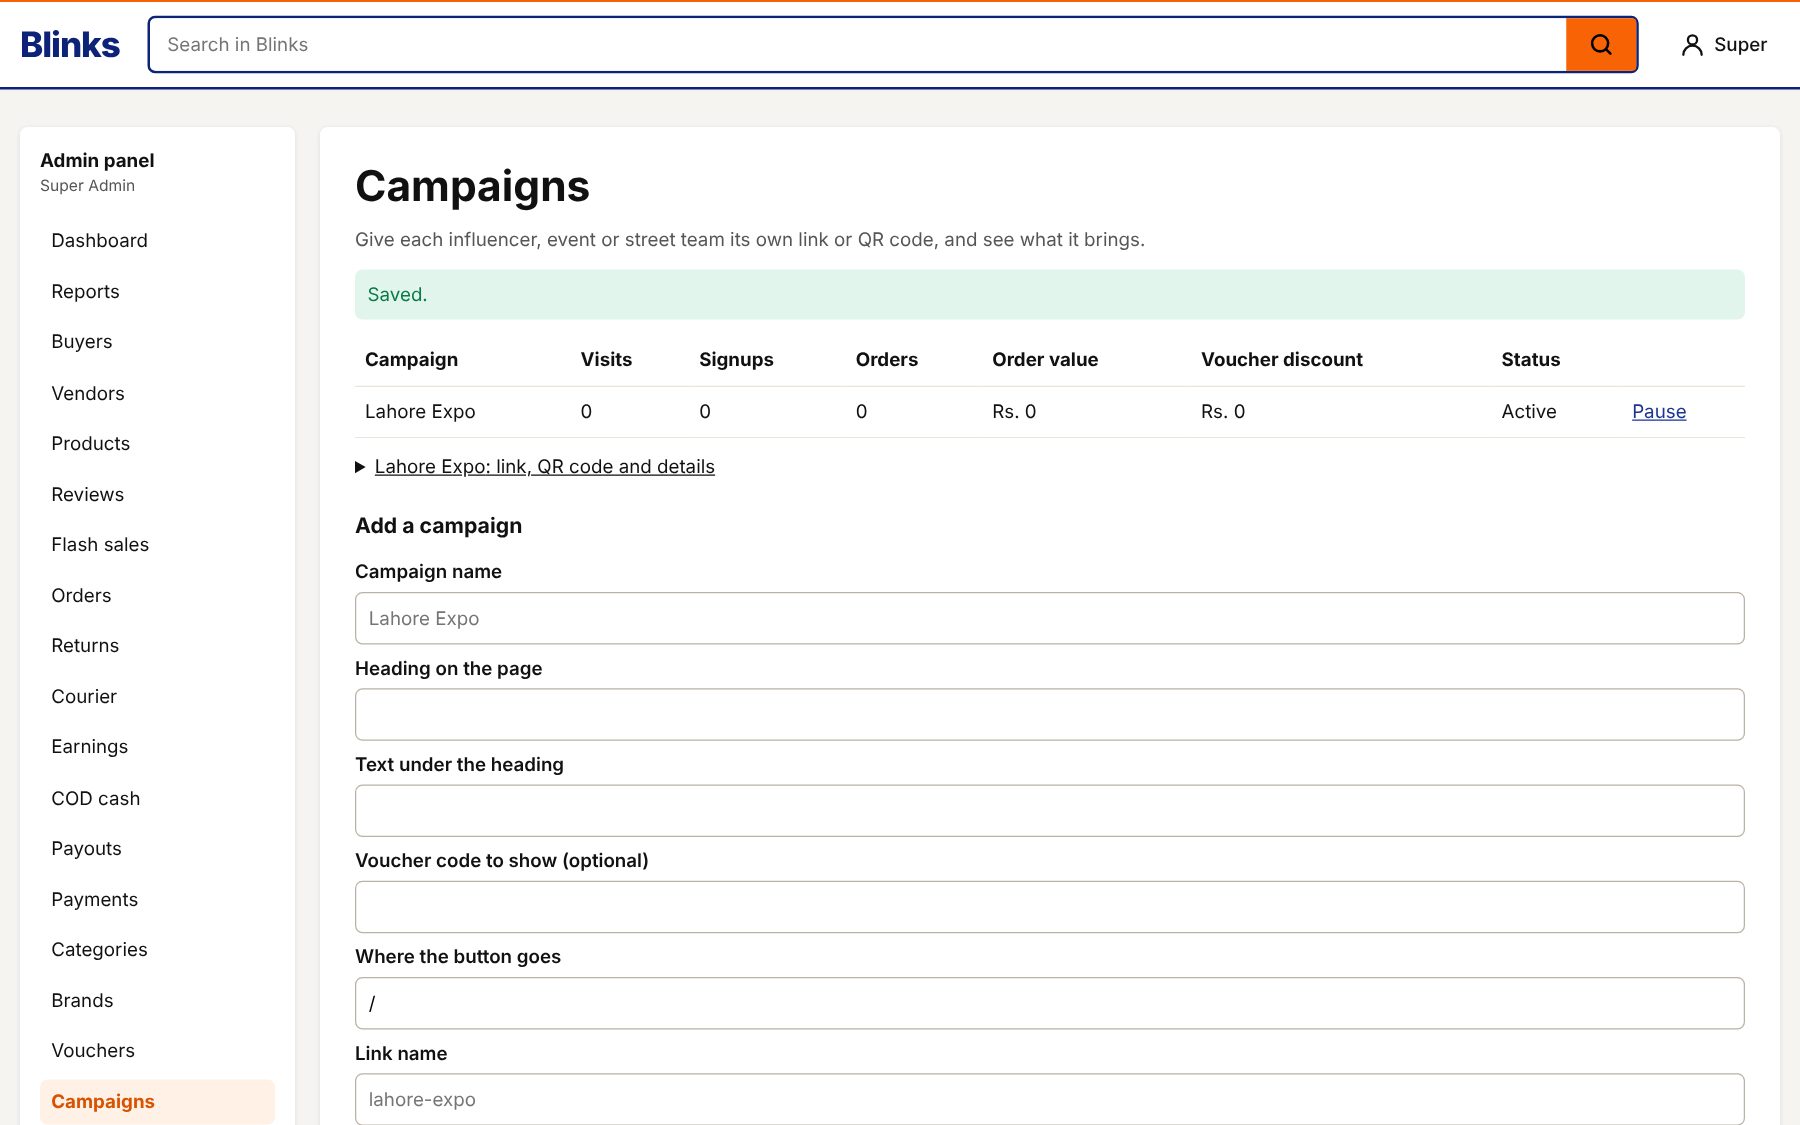 Blinks
Search in Blinks
Super
Admin panel
Super Admin
Dashboard
Reports
Buyers
Vendors
Products
Reviews
Flash sales
Orders
Returns
Courier
Earnings
COD cash
Payouts
Payments
Categories
Brands
Vouchers
Campaigns
Campaigns
Give each influencer, event or street team its own link or QR code, and see what it brings.
Saved.
Campaign Visits Signups Orders Order value Voucher discount Status
Lahore Expo 0 0 0 Rs. 0 Rs. 0 Active Pause
Lahore Expo: link, QR code and details
Add a campaign
Campaign name
Lahore Expo
Heading on the page
Text under the heading
Voucher code to show (optional)
Where the button goes
/
Link name
lahore-expo